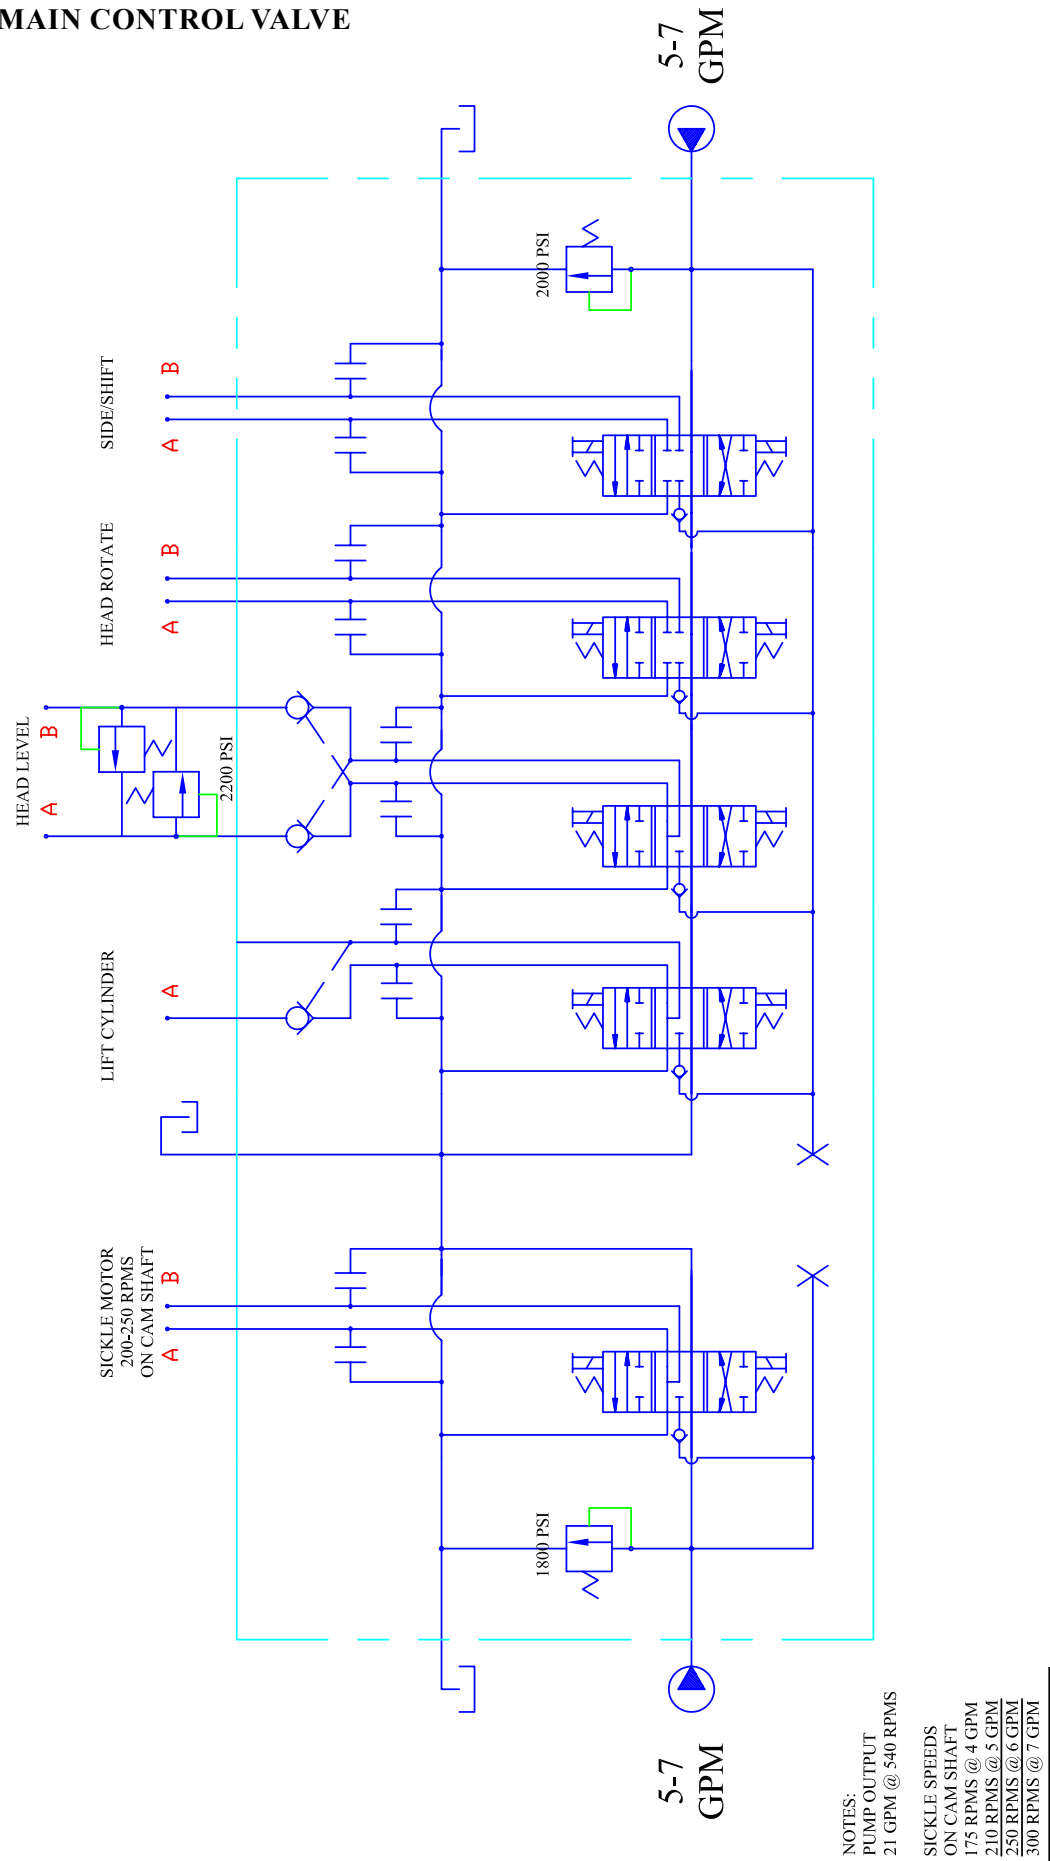 MAIN CONTROL VALVE
5-7
GPM
2000 PSI
SIDE/SHIFT
B
A
HEAD ROTATE
B
A
HEAD LEVEL
B
A
2200 PSI
LIFT CYLINDER
A
SICKLE MOTOR
200-250 RPMS
ON CAM SHAFT
B
A
1800 PSI
5-7
GPM
NOTES:
PUMP OUTPUT
21 GPM @ 540 RPMS
SICKLE SPEEDS
ON CAM SHAFT
175 RPMS @ 4 GPM
210 RPMS @ 5 GPM
250 RPMS @ 6 GPM
300 RPMS @ 7 GPM